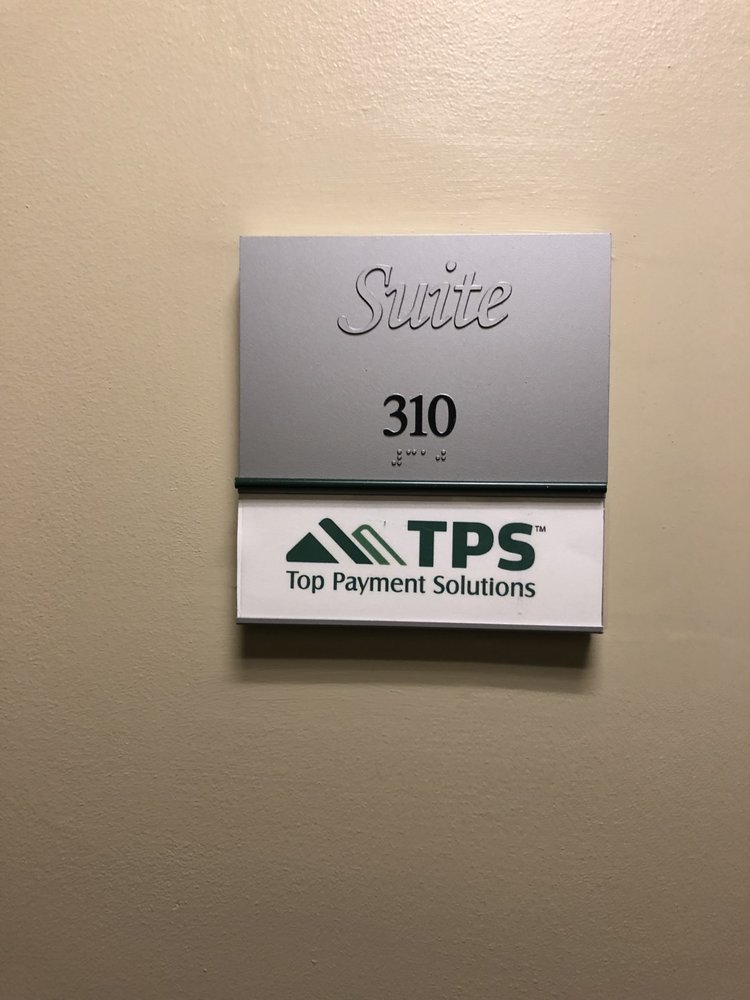 Suite
310
TPS™
Top Payment Solutions